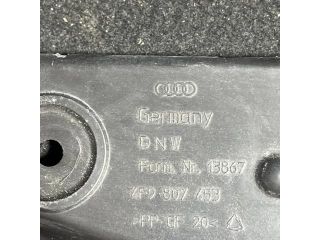 Germany
DNW
Form. Nr. 13867
4F9 807 453
>PP-GF 20<